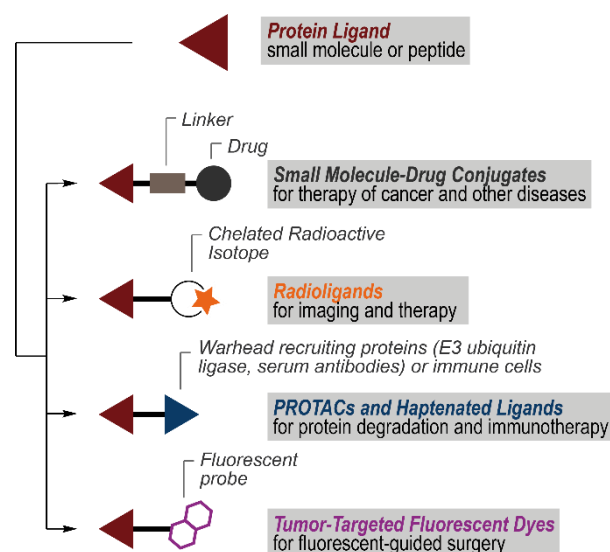 Protein Ligand
small molecule or peptide
Linker
Drug
Small Molecule-Drug Conjugates
for therapy of cancer and other diseases
Chelated Radioactive
Isotope
Radioligands
for imaging and therapy
Warhead recruiting proteins (E3 ubiquitin
ligase, serum antibodies) or immune cells
PROTACs and Haptenated Ligands
for protein degradation and immunotherapy
Fluorescent
probe
Tumor-Targeted Fluorescent Dyes
for fluorescent-guided surgery